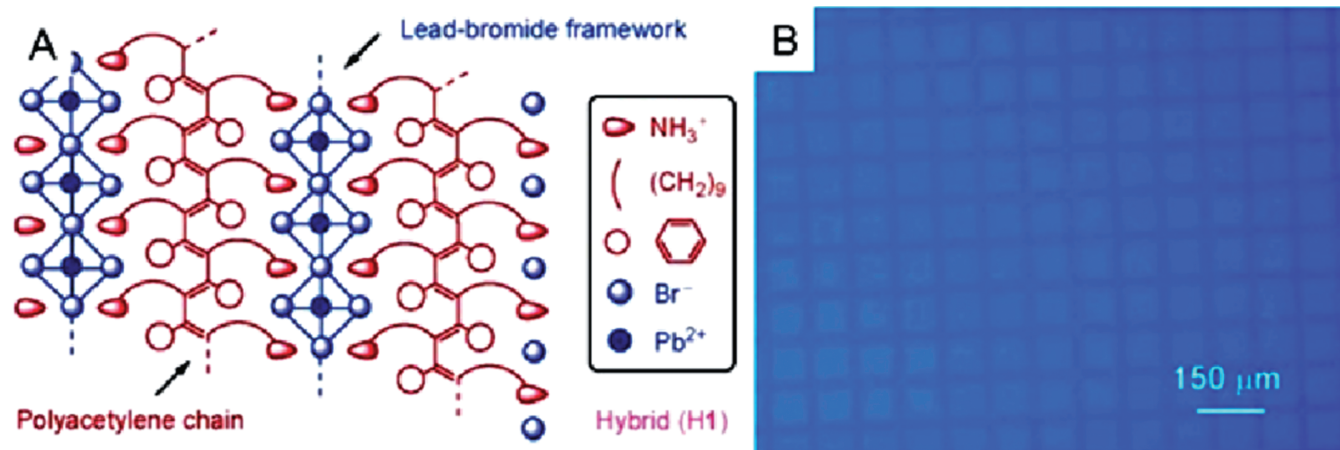 A
Lead-bromide framework
NH₃⁺
(CH₂)₉
Br⁻
Pb²⁺
Polyacetylene chain
Hybrid (H1)
B
150 μm